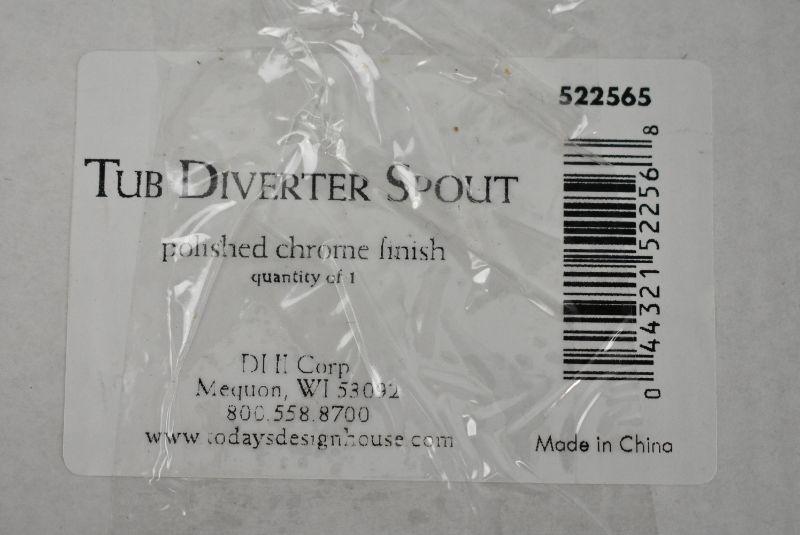 522565
TUB DIVERTER SPOUT
polished chrome finish
quantity of 1
DHI Corp
Mequon, WI 53092
800.558.8700
www.todaysdesignhouse.com
0 44321 52256 8
Made in China